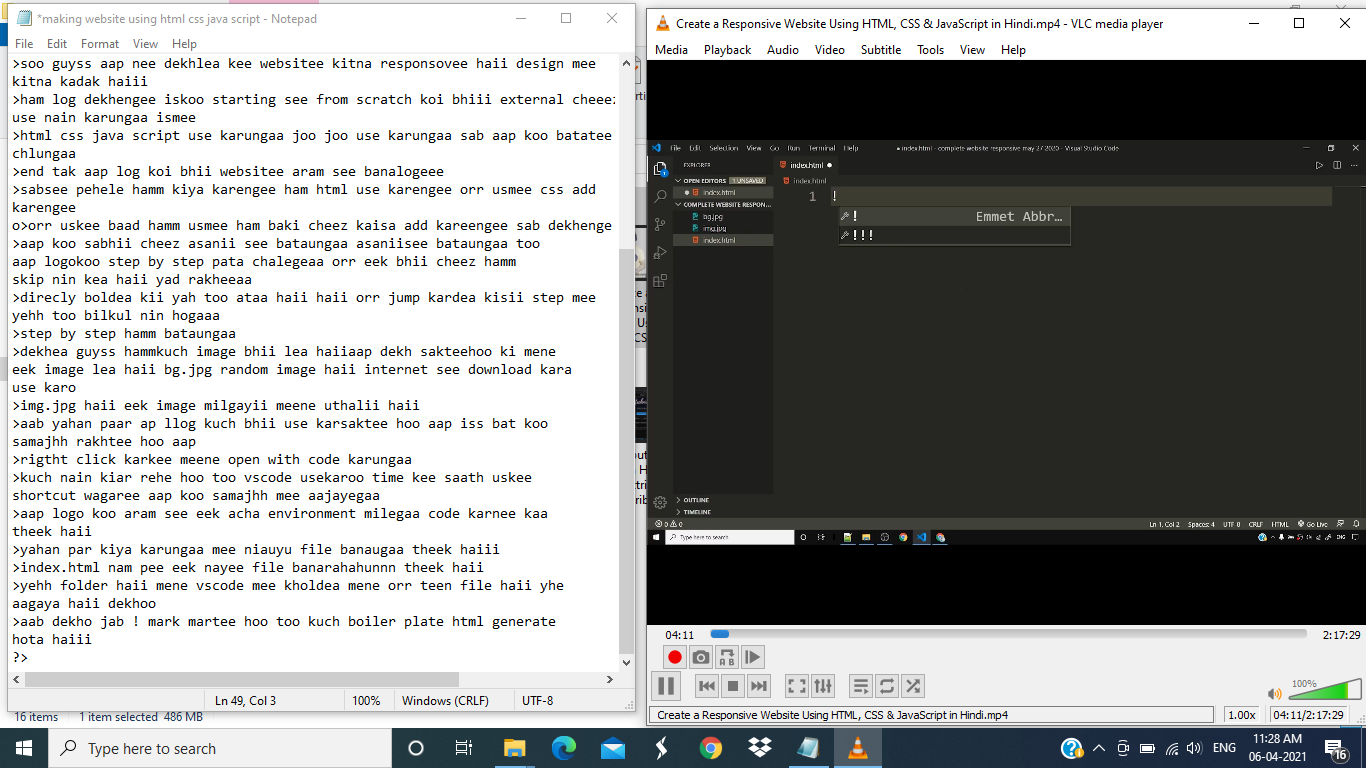 *making website using html css java script - Notepad
File Edit Format View Help
>soo guyss aap nee dekhlea kee websitee kitna responsovee haii design mee
kitna kadak haiii
>ham log dekhengee iskoo starting see from scratch koi bhiii external cheeez
use nain karungaa ismee
>html css java script use karungaa joo joo use karungaa sab aap koo batatee
chlungaa
>end tak aap log koi bhii websitee aram see banalogeee
>sabsee pehele hamm kiya karengee ham html use karengee orr usmee css add
karengee
o>orr uskee baad hamm usmee ham baki cheez kaisa add kareengee sab dekhenge
>aap koo sabhii cheez asanii see bataungaa asaniisee bataungaa too
aap logokoo step by step pata chalegeaa orr eek bhii cheez hamm
skip nin kea haii yad rakheeaa
>direcly boldea kii yah too ataa haii haii orr jump kardea kisii step mee
yehh too bilkul nin hogaaa
>step by step hamm bataungaa
>dekhea guyss hammkuch image bhii lea haiiaap dekh sakteehoo ki mene
eek image lea haii bg.jpg random image haii internet see download kara
use karo
>img.jpg haii eek image milgayii meene uthalii haii
>aab yahan paar ap llog kuch bhii use karsaktee hoo aap iss bat koo
samajhh rakhtee hoo aap
>rigtht click karkee meene open with code karungaa
>kuch nain kiar rehe hoo too vscode usekaroo time kee saath uskee
shortcut wagaree aap koo samajhh mee aajayegaa
>aap logo koo aram see eek acha environment milegaa code karnee kaa
theek haii
>yahan par kiya karungaa mee niauyu file banaugaa theek haiii
>index.html nam pee eek nayee file banarahahunnn theek haii
>yehh folder haii mene vscode mee kholdea mene orr teen file haii yhe
aagaya haii dekhoo
>aab dekho jab ! mark martee hoo too kuch boiler plate html generate
hota haiii
?>
Ln 49, Col 3 100% Windows (CRLF) UTF-8
16 items 1 item selected 486 MB
Create a Responsive Website Using HTML, CSS & JavaScript in Hindi.mp4 - VLC media player
Media Playback Audio Video Subtitle Tools View Help
File Edit Selection View Go Run Terminal Help
● index.html - complete website responsive may 27 2020 - Visual Studio Code
EXPLORER
index.html
OPEN EDITORS 1 UNSAVED
index.html
index.html
COMPLETE WEBSITE RESPON...
bg.jpg
img.jpg
index.html
1 !
! Emmet Abbr...
!!!
OUTLINE
TIMELINE
0 0
Ln 1, Col 2 Spaces: 4 UTF-8 CRLF HTML Go Live
Type here to search
ENG
04:11 2:17:29
100%
Create a Responsive Website Using HTML, CSS & JavaScript in Hindi.mp4
1.00x
04:11/2:17:29
Type here to search
ENG
11:28 AM
06-04-2021
16